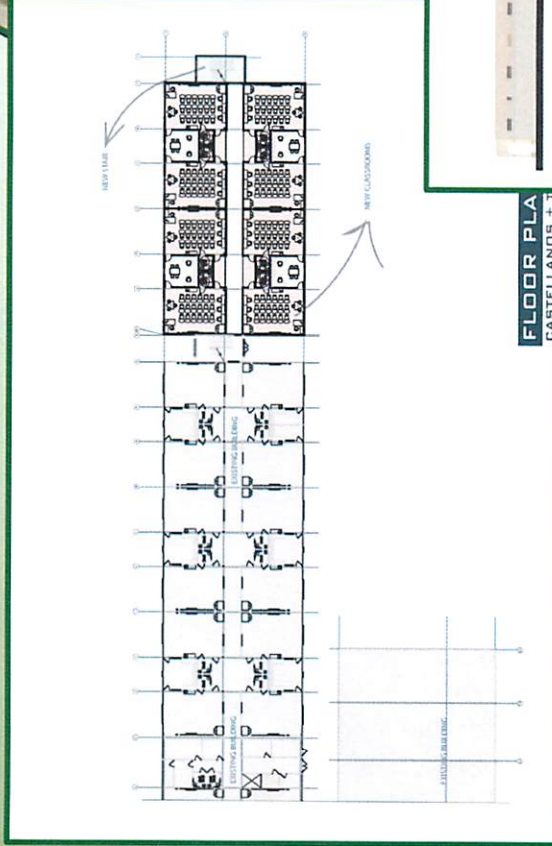 NEW STAIR
NEW CLASSROOMS
EXISTING BUILDING
EXISTING BUILDING
EXISTING BUILDING
FLOOR PLA
CASTELLANOS + T